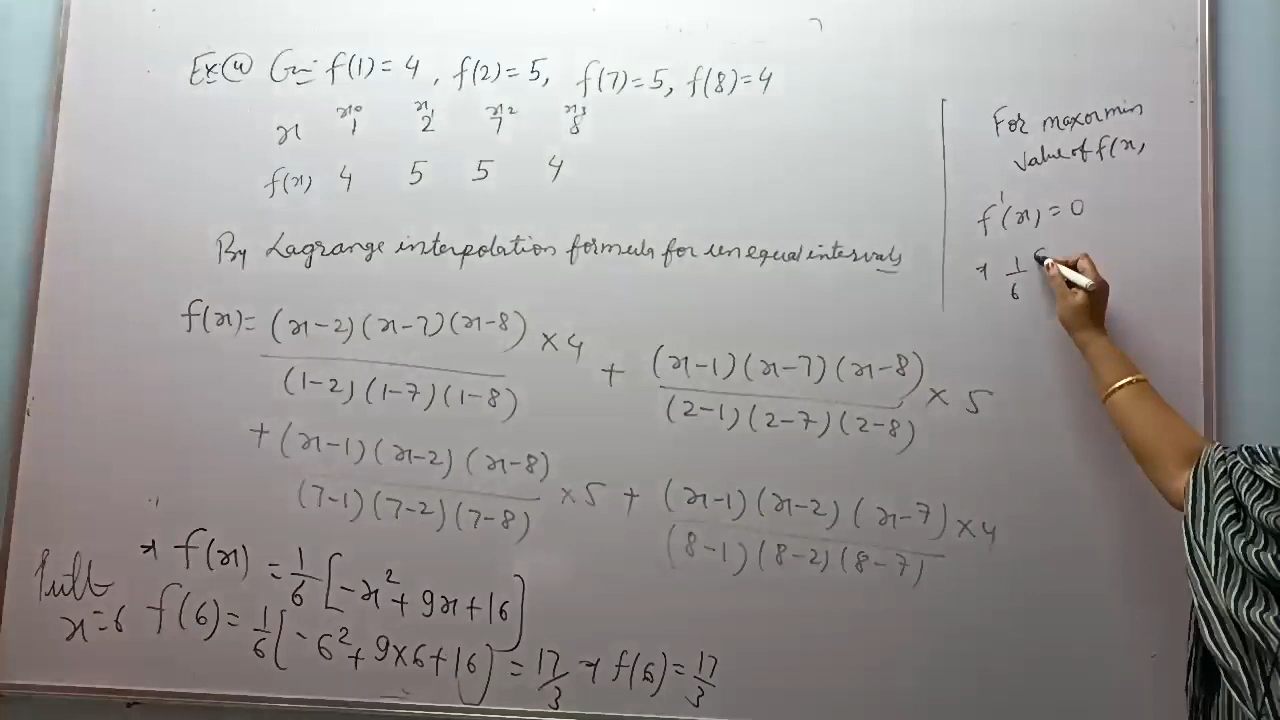 Ex④ G:- f(1)=4, f(2)=5, f(7)=5, f(8)=4
x₀ x₁ x₂ x₃
x 1 2 7 8
f(x) 4 5 5 4
By Lagrange interpolation formula for unequal intervals
f(x)= (x-2)(x-7)(x-8) ×4 + (x-1)(x-7)(x-8) × 5
(1-2)(1-7)(1-8) (2-1)(2-7)(2-8)
+ (x-1)(x-2)(x-8) ×5 + (x-1)(x-2)(x-7) ×4
(7-1)(7-2)(7-8) (8-1)(8-2)(8-7)
f(x) = 1/6 [-x²+9x+16]
Putt
x=6 f(6)= 1/6 [-6²+9×6+16] = 17/3 f(6)= 17/3
For max or min
value of f(x,
f'(x)=0
1/6